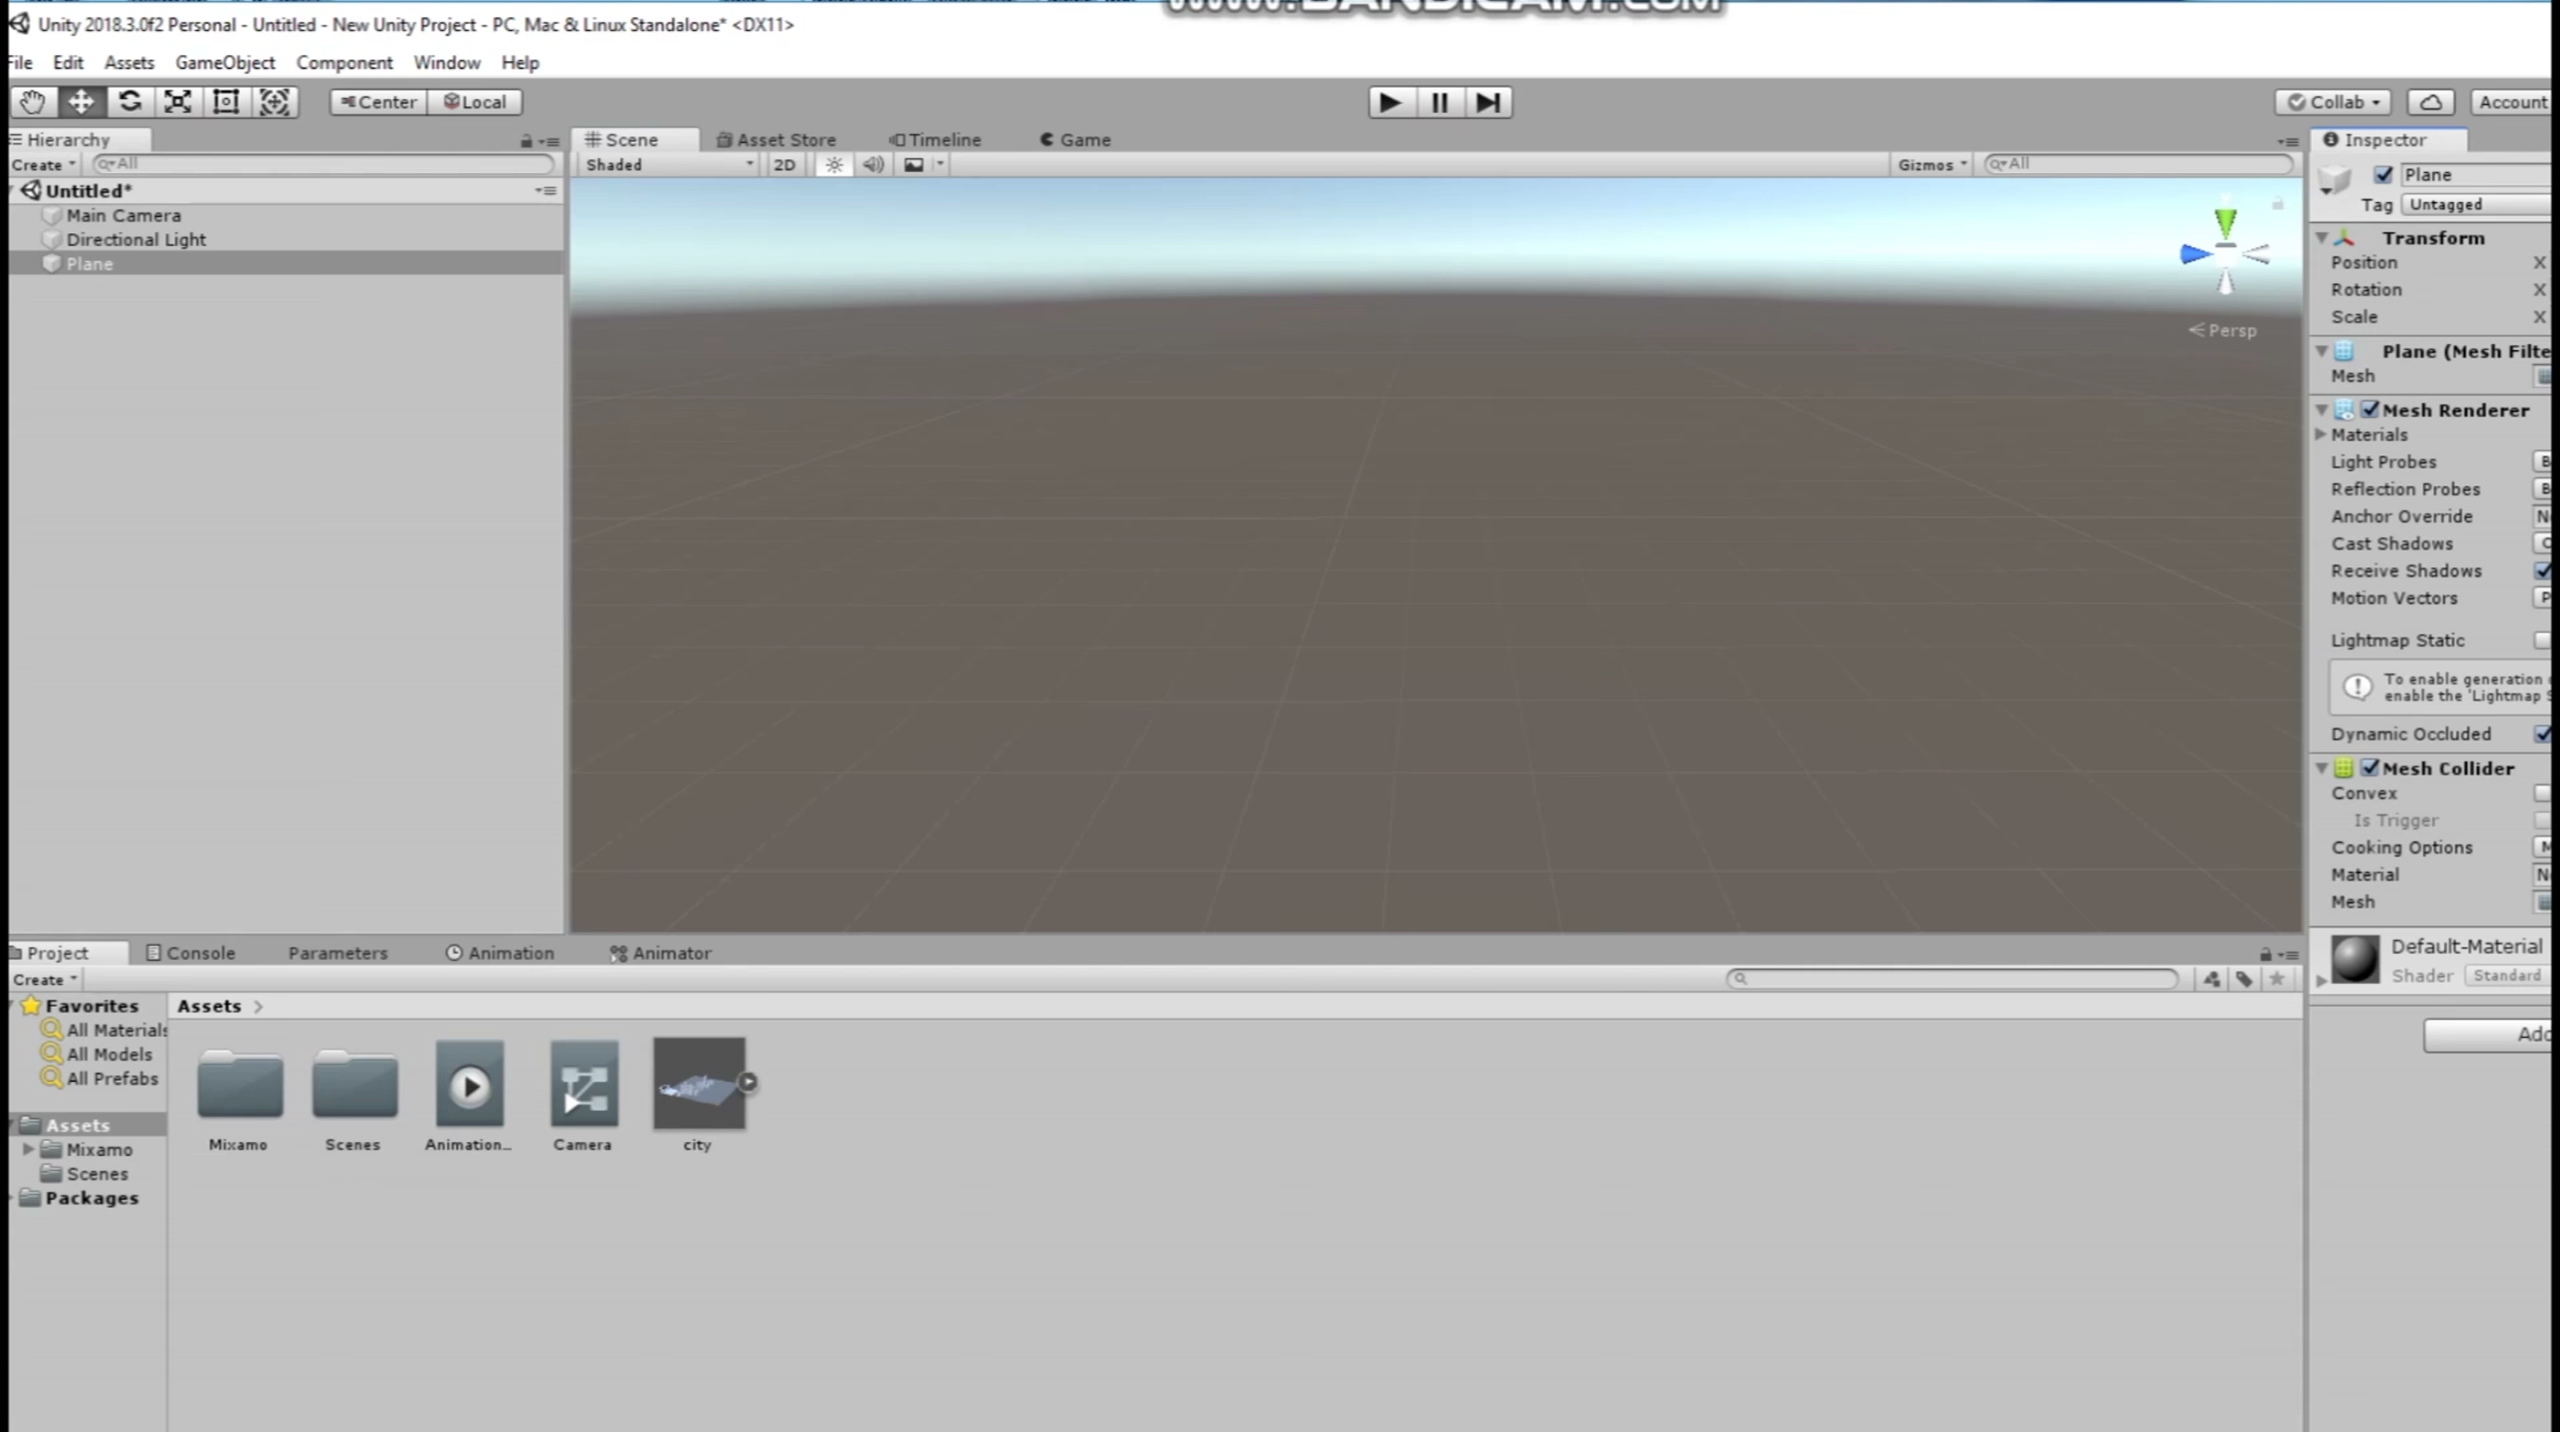 www.BANDICAM.com
Unity 2018.3.0f2 Personal - Untitled - New Unity Project - PC, Mac & Linux Standalone* <DX11>
File Edit Assets GameObject Component Window Help
Center Local
Collab Account
Hierarchy
Create All
Untitled*
Main Camera
Directional Light
Plane
Scene Asset Store Timeline Game
Shaded 2D Gizmos All
Persp
Inspector
Plane
Tag Untagged
Transform
Position X
Rotation X
Scale X
Plane (Mesh Filte
Mesh
Mesh Renderer
Materials
Light Probes B
Reflection Probes B
Anchor Override N
Cast Shadows
Receive Shadows
Motion Vectors P
Lightmap Static
To enable generation
enable the 'Lightmap S
Dynamic Occluded
Mesh Collider
Convex
Is Trigger
Cooking Options M
Material N
Mesh
Default-Material
Shader Standard
Add
Project Console Parameters Animation Animator
Create
Favorites
All Materials
All Models
All Prefabs
Assets
Mixamo
Scenes
Packages
Assets
Mixamo Scenes Animation... Camera city